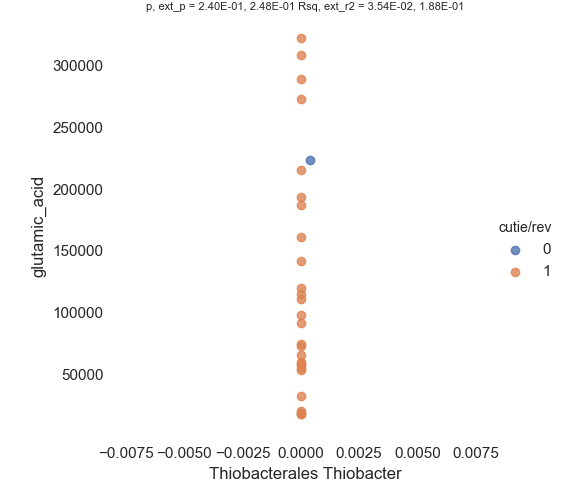 p, ext_p = 2.40E-01, 2.48E-01 Rsq, ext_r2 = 3.54E-02, 1.88E-01
300000
250000
200000
150000
100000
50000
glutamic_acid
cutie/rev
0
1
−0.0075 −0.0050 −0.0025 0.0000 0.0025 0.0050 0.0075
Thiobacterales Thiobacter